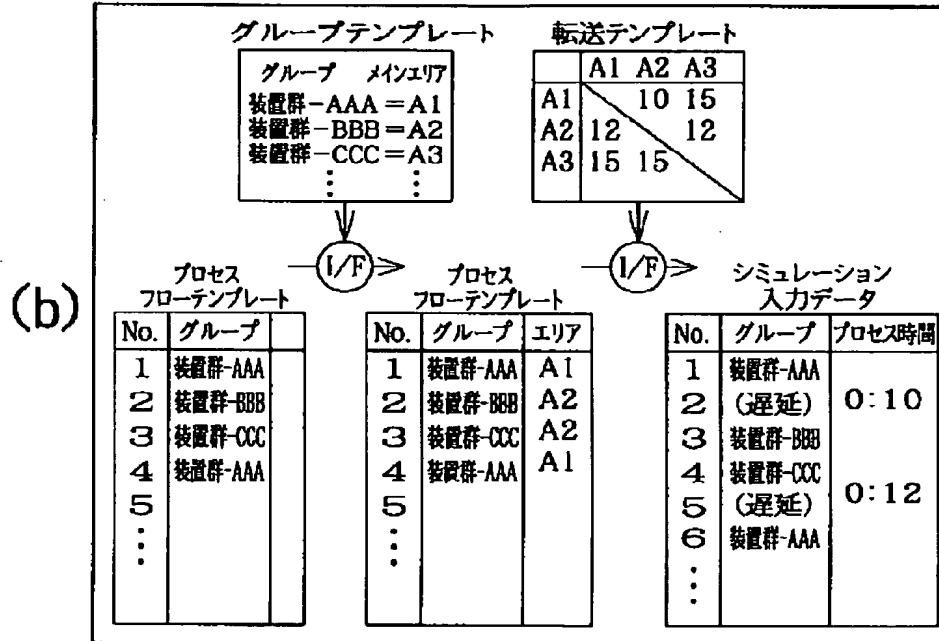 (b)
グループテンプレート
グループ メインエリア
装置群-AAA=A1
装置群-BBB=A2
装置群-CCC=A3
⋮ ⋮
転送テンプレート
A1 A2 A3
A1 10 15
A2 12 12
A3 15 15
I/F
I/F
プロセス
フローテンプレート
No. グループ
1 装置群-AAA
2 装置群-BBB
3 装置群-CCC
4 装置群-AAA
5
⋮
プロセス
フローテンプレート
No. グループ エリア
1 装置群-AAA A1
2 装置群-BBB A2
3 装置群-CCC A2
4 装置群-AAA A1
5
⋮
シミュレーション
入力データ
No. グループ プロセス時間
1 装置群-AAA
2 (遅延) 0:10
3 装置群-BBB
4 装置群-CCC
5 (遅延) 0:12
6 装置群-AAA
⋮